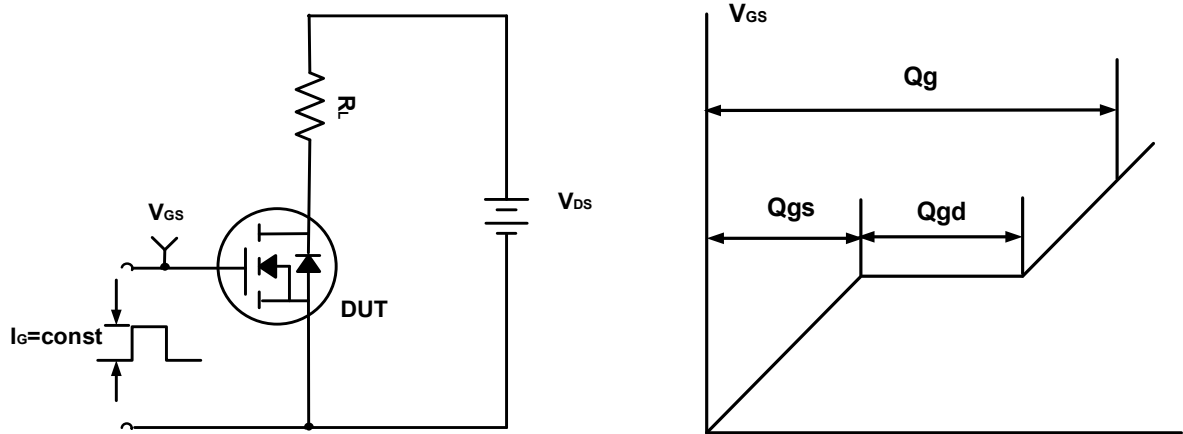 RL
VGS
VDS
DUT
IG=const
VGS
Qg
Qgs
Qgd